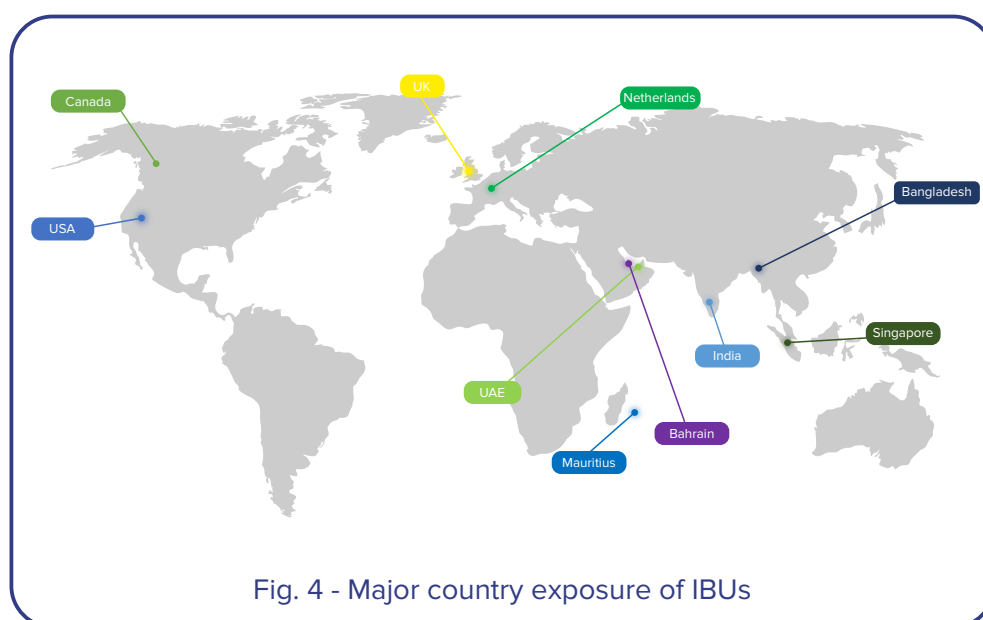 UK
Canada
Netherlands
Bangladesh
USA
Singapore
India
UAE
Bahrain
Mauritius
Fig. 4 - Major country exposure of IBUs